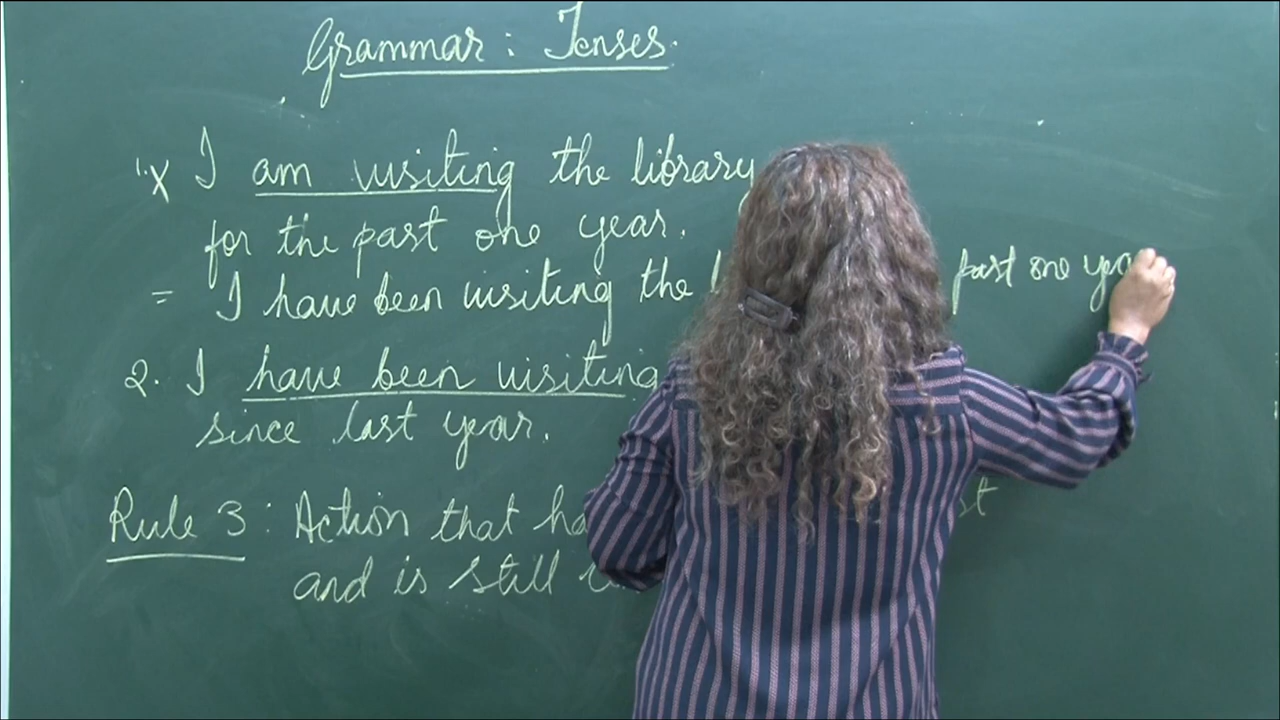 Grammar: Tenses.
1.X I am visiting the library
for the past one year.
= I have been visiting the past one yea
2. I have been visiting
since last year.
Rule 3: Action that
and is still